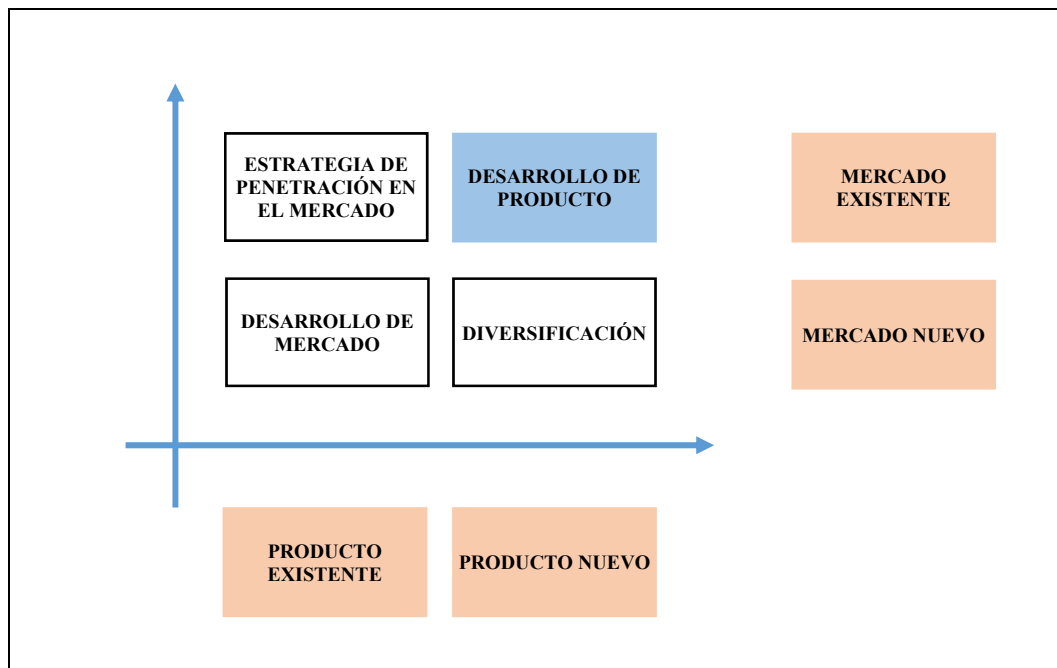 ESTRATEGIA DE
PENETRACIÓN EN
EL MERCADO
DESARROLLO DE
PRODUCTO
MERCADO
EXISTENTE
DESARROLLO DE
MERCADO
DIVERSIFICACIÓN
MERCADO NUEVO
PRODUCTO
EXISTENTE
PRODUCTO NUEVO